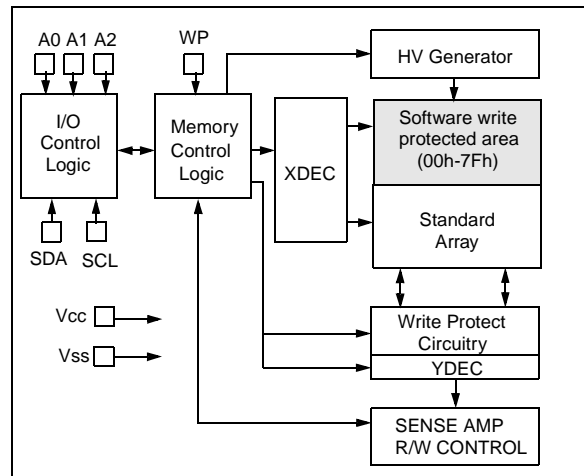 A0 A1 A2
WP
HV Generator
I/O
Control
Logic
Memory
Control
Logic
XDEC
Software write
protected area
(00h-7Fh)
Standard
Array
SDA
SCL
Vcc
Vss
Write Protect
Circuitry
YDEC
SENSE AMP
R/W CONTROL